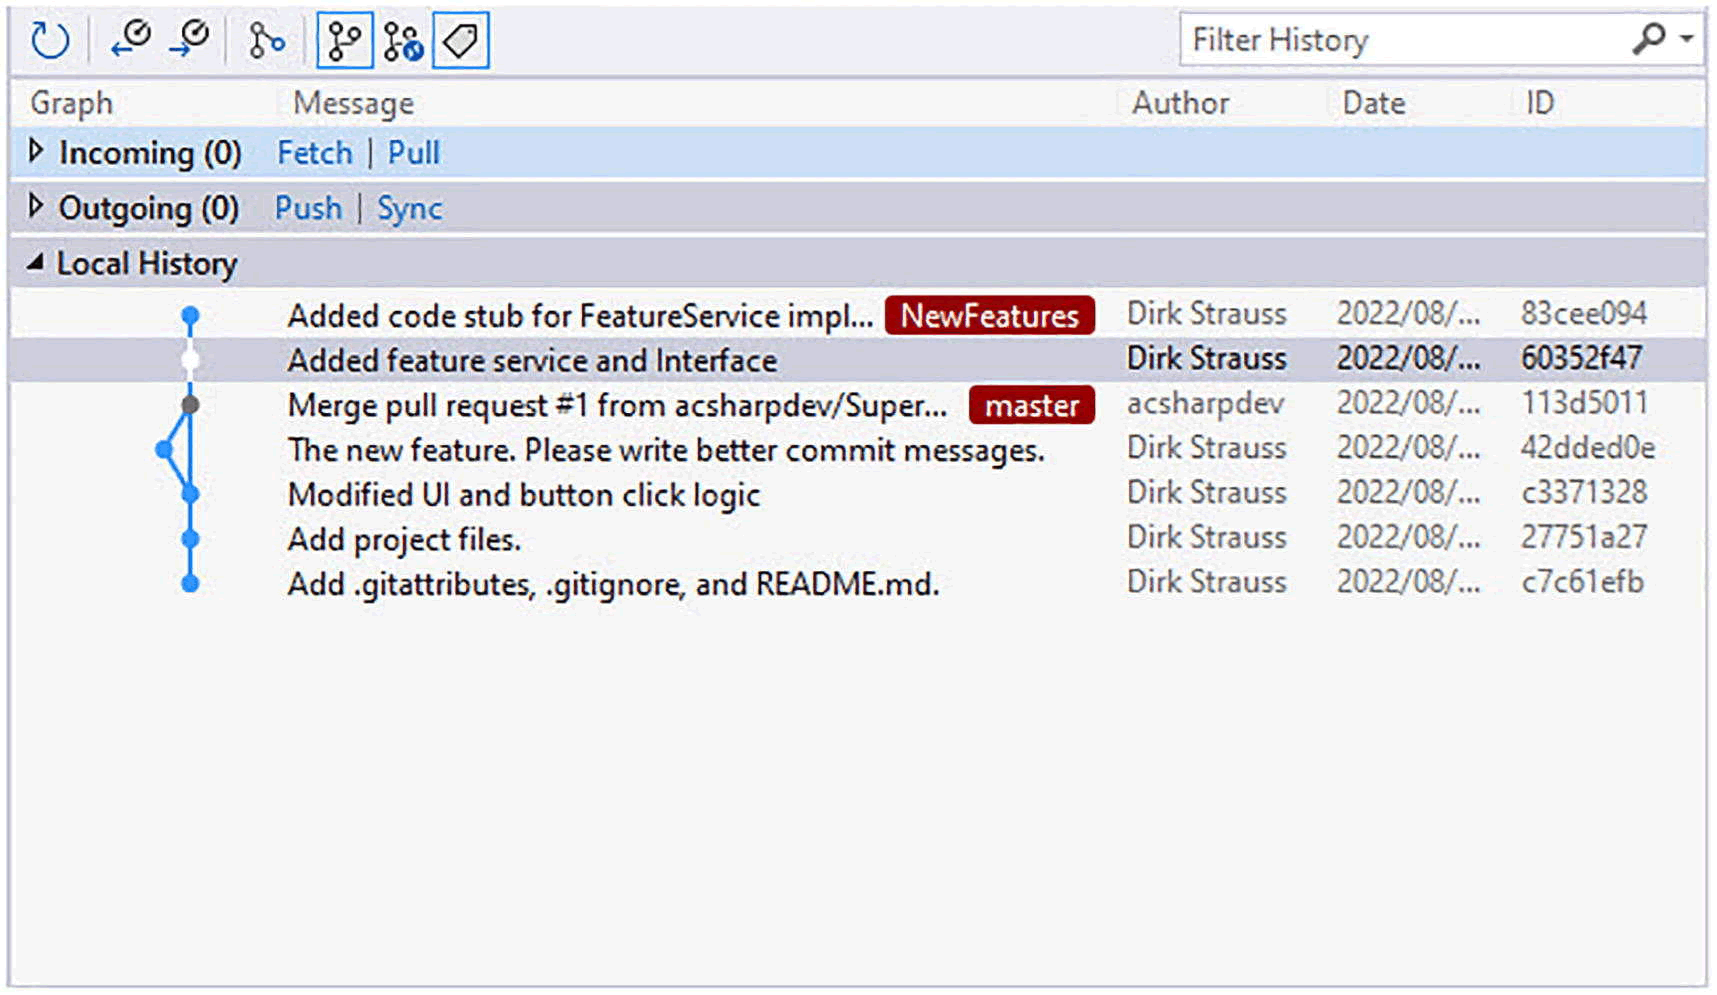 Filter History
Graph Message Author Date ID
Incoming (0) Fetch | Pull
Outgoing (0) Push | Sync
Local History
Added code stub for FeatureService impl... NewFeatures Dirk Strauss 2022/08/... 83cee094
Added feature service and Interface Dirk Strauss 2022/08/... 60352f47
Merge pull request #1 from acsharpdev/Super... master acsharpdev 2022/08/... 113d5011
The new feature. Please write better commit messages. Dirk Strauss 2022/08/... 42dded0e
Modified UI and button click logic Dirk Strauss 2022/08/... c3371328
Add project files. Dirk Strauss 2022/08/... 27751a27
Add .gitattributes, .gitignore, and README.md. Dirk Strauss 2022/08/... c7c61efb